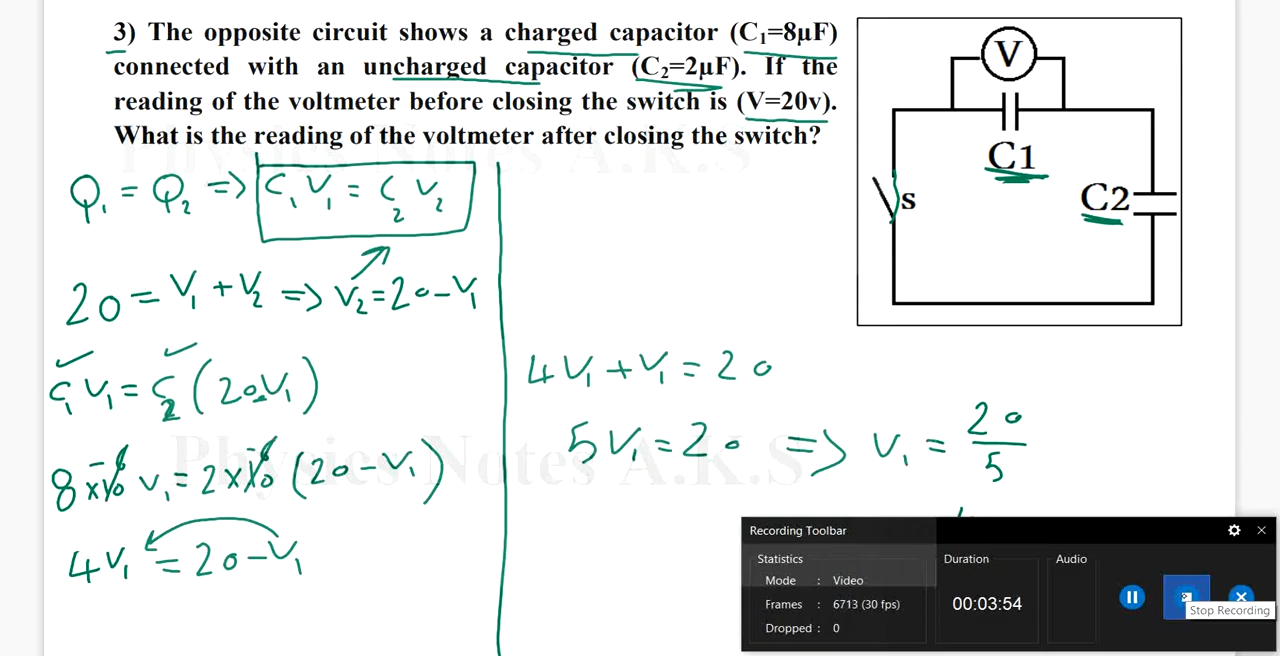 3) The opposite circuit shows a charged capacitor (C₁=8µF)
connected with an uncharged capacitor (C₂=2µF). If the
reading of the voltmeter before closing the switch is (V=20v).
What is the reading of the voltmeter after closing the switch?
V
C1
S
C2
Q₁ = Q₂ => C₁V₁ = C₂V₂
20 = V₁ + V₂ => V₂ = 20 - V₁
C₁V₁ = C₂(20-V₁)
8×10⁻⁶ V₁ = 2×10⁻⁶ (20-V₁)
4V₁ = 20-V₁
4V₁ + V₁ = 20
5V₁ = 20 => V₁ = 20/5
Physics Notes A.K.S
Physics Notes A.K.S
Recording Toolbar
Statistics
Mode : Video
Frames : 6713 (30 fps)
Dropped : 0
Duration
00:03:54
Audio
Stop Recording